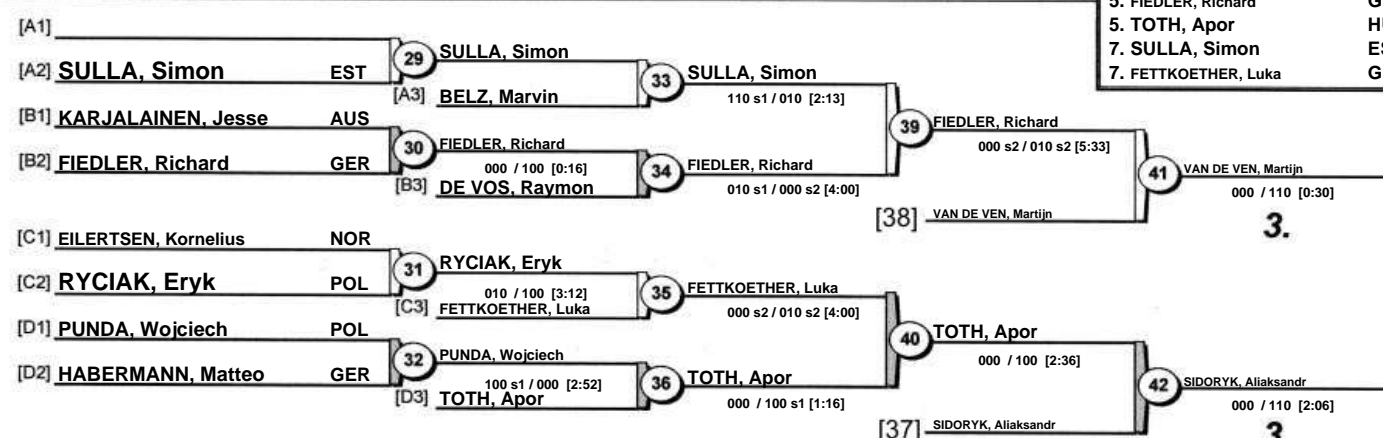 5. FIEDLER, Richard G
5. TOTH, Apor HU
7. SULLA, Simon ES
7. FETTKOETHER, Luka G
[A1]
[A2] SULLA, Simon EST
29 SULLA, Simon
[A3] BELZ, Marvin
33 SULLA, Simon
110 s1 / 010 [2:13]
[B1] KARJALAINEN, Jesse AUS
[B2] FIEDLER, Richard GER
30 FIEDLER, Richard
000 / 100 [0:16]
[B3] DE VOS, Raymon
34 FIEDLER, Richard
010 s1 / 000 s2 [4:00]
39 FIEDLER, Richard
000 s2 / 010 s2 [5:33]
[38] VAN DE VEN, Martijn
41 VAN DE VEN, Martijn
000 / 110 [0:30]
3.
[C1] EILERTSEN, Kornelius NOR
[C2] RYCIAK, Eryk POL
31 RYCIAK, Eryk
010 / 100 [3:12]
[C3] FETTKOETHER, Luka
35 FETTKOETHER, Luka
000 s2 / 010 s2 [4:00]
[D1] PUNDA, Wojciech POL
[D2] HABERMANN, Matteo GER
32 PUNDA, Wojciech
100 s1 / 000 [2:52]
[D3] TOTH, Apor
36 TOTH, Apor
000 / 100 s1 [1:16]
40 TOTH, Apor
000 / 100 [2:36]
[37] SIDORYK, Aliaksandr
42 SIDORYK, Aliaksandr
000 / 110 [2:06]
3